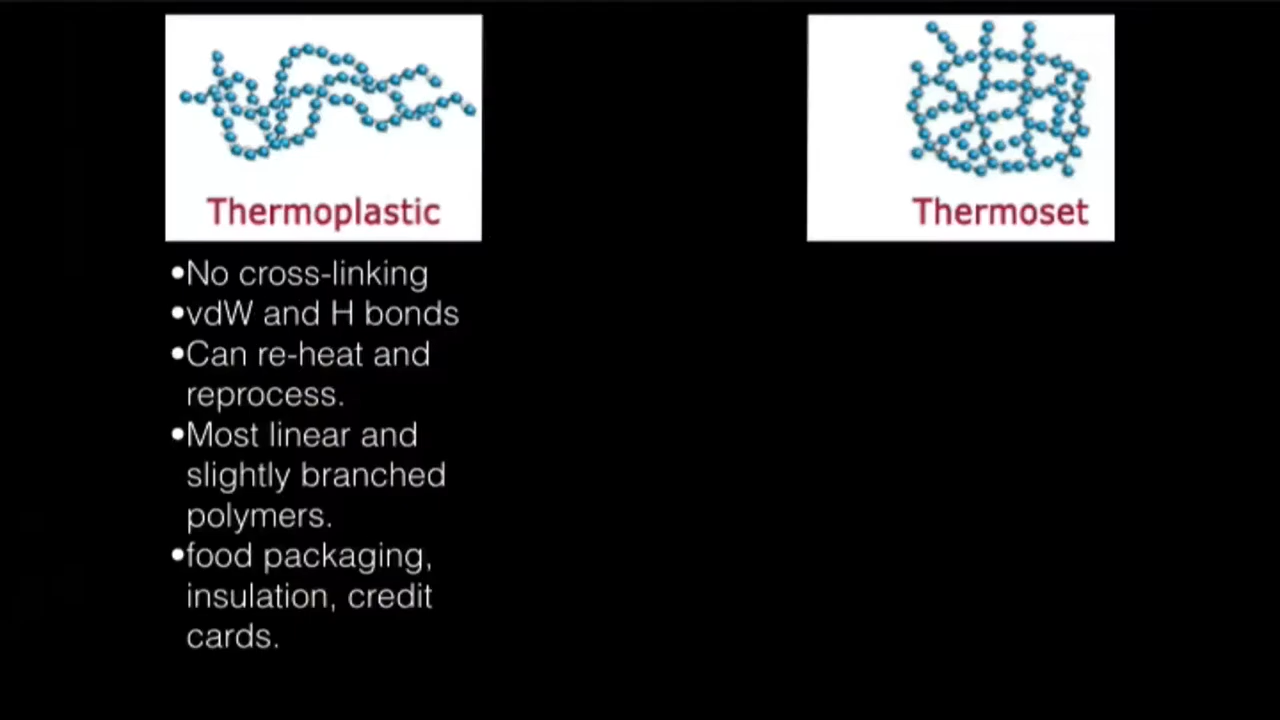 Thermoplastic
Thermoset
•No cross-linking
•vdW and H bonds
•Can re-heat and
reprocess.
•Most linear and
slightly branched
polymers.
•food packaging,
insulation, credit
cards.